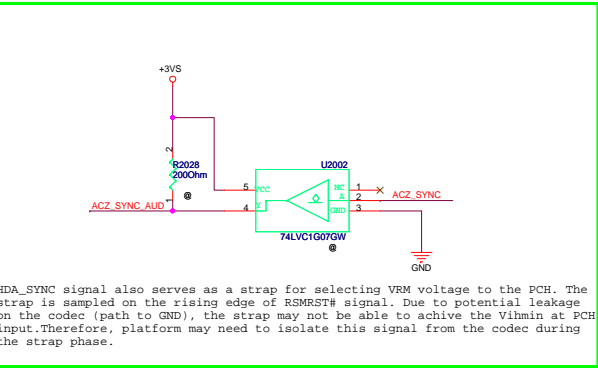 +3VS
2
R2028
200Ohm
@
1
ACZ_SYNC_AUD
U2002
5 VCC NC 1
A 2 ACZ_SYNC
4 Y GND 3
74LVC1G07GW
@
GND
HDA_SYNC signal also serves as a strap for selecting VRM voltage to the PCH. The
strap is sampled on the rising edge of RSMRST# signal. Due to potential leakage
on the codec (path to GND), the strap may not be able to achive the Vihmin at PCH
input.Therefore, platform may need to isolate this signal from the codec during
the strap phase.